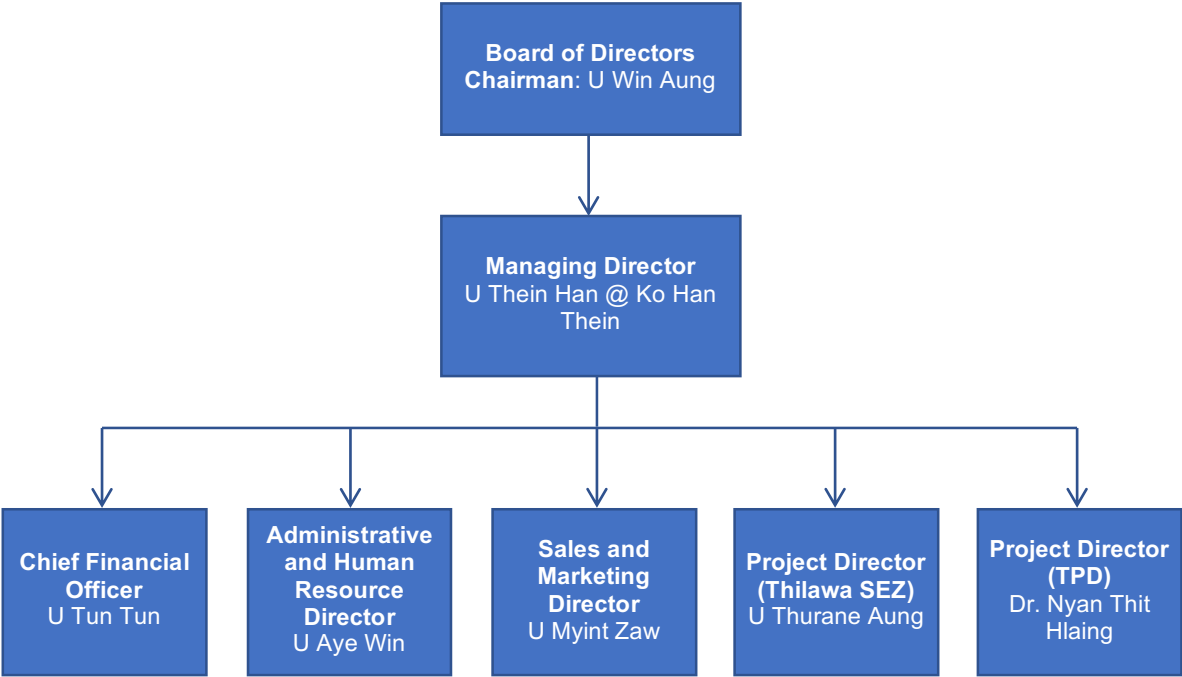 Board of Directors
Chairman: U Win Aung
Managing Director
U Thein Han @ Ko Han
Thein
Chief Financial
Officer
U Tun Tun
Administrative
and Human
Resource
Director
U Aye Win
Sales and
Marketing
Director
U Myint Zaw
Project Director
(Thilawa SEZ)
U Thurane Aung
Project Director
(TPD)
Dr. Nyan Thit
Hlaing